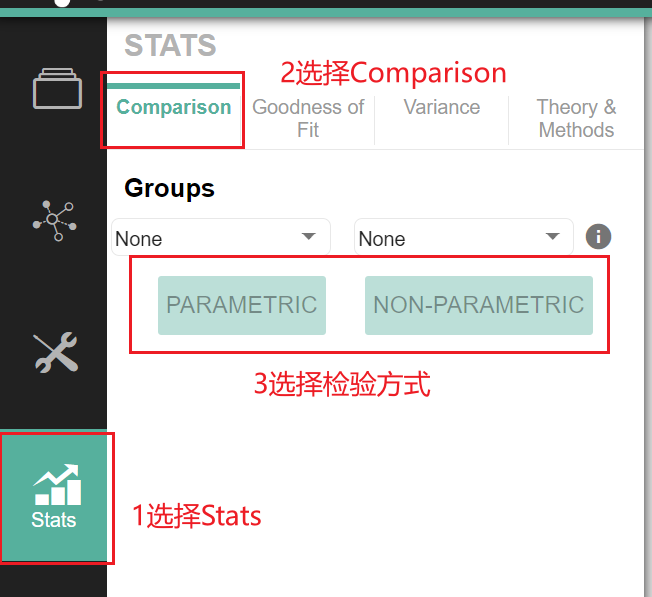 STATS
2选择Comparison
Comparison
Goodness of
Fit
Variance
Theory &
Methods
Groups
None
None
i
PARAMETRIC
NON-PARAMETRIC
3选择检验方式
Stats
1选择Stats